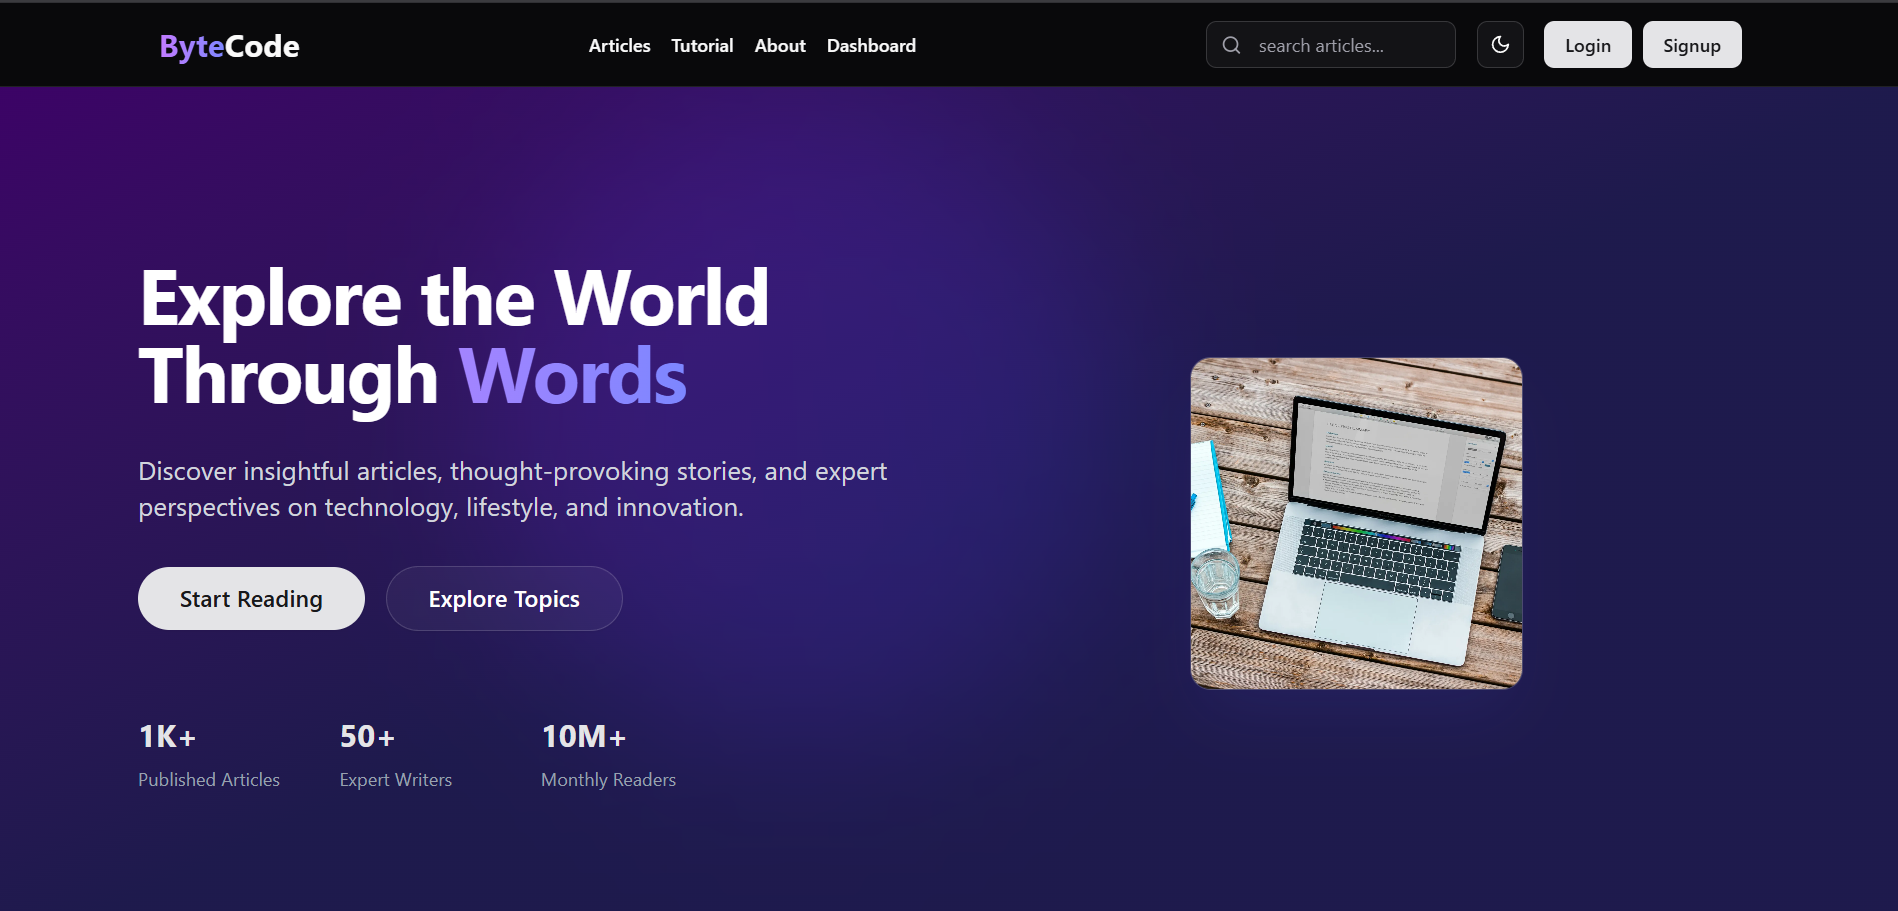 ByteCode
Articles Tutorial About Dashboard
search articles...
Login
Signup
Explore the World
Through Words
Discover insightful articles, thought-provoking stories, and expert
perspectives on technology, lifestyle, and innovation.
Start Reading
Explore Topics
1K+ 50+ 10M+
Published Articles Expert Writers Monthly Readers